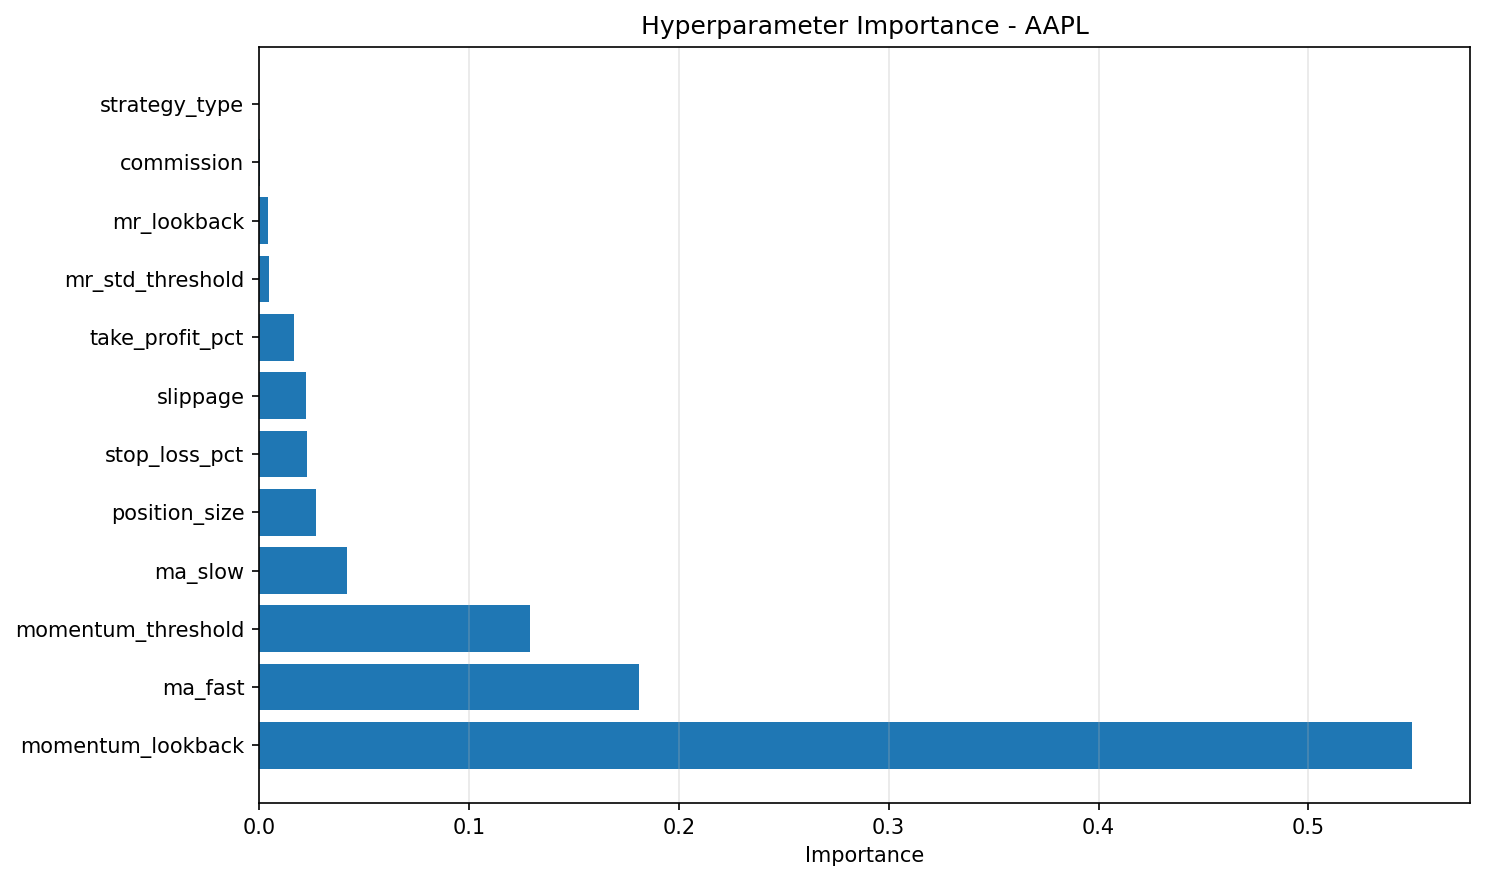 Hyperparameter Importance - AAPL
strategy_type
commission
mr_lookback
mr_std_threshold
take_profit_pct
slippage
stop_loss_pct
position_size
ma_slow
momentum_threshold
ma_fast
momentum_lookback
0.0 0.1 0.2 0.3 0.4 0.5
Importance